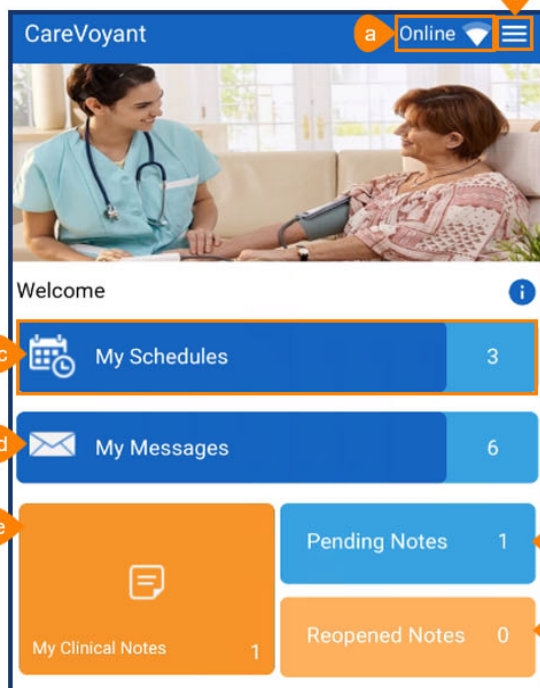 CareVoyant
a Online
Welcome
i
c My Schedules 3
d My Messages 6
e
Pending Notes 1
My Clinical Notes 1
Reopened Notes 0